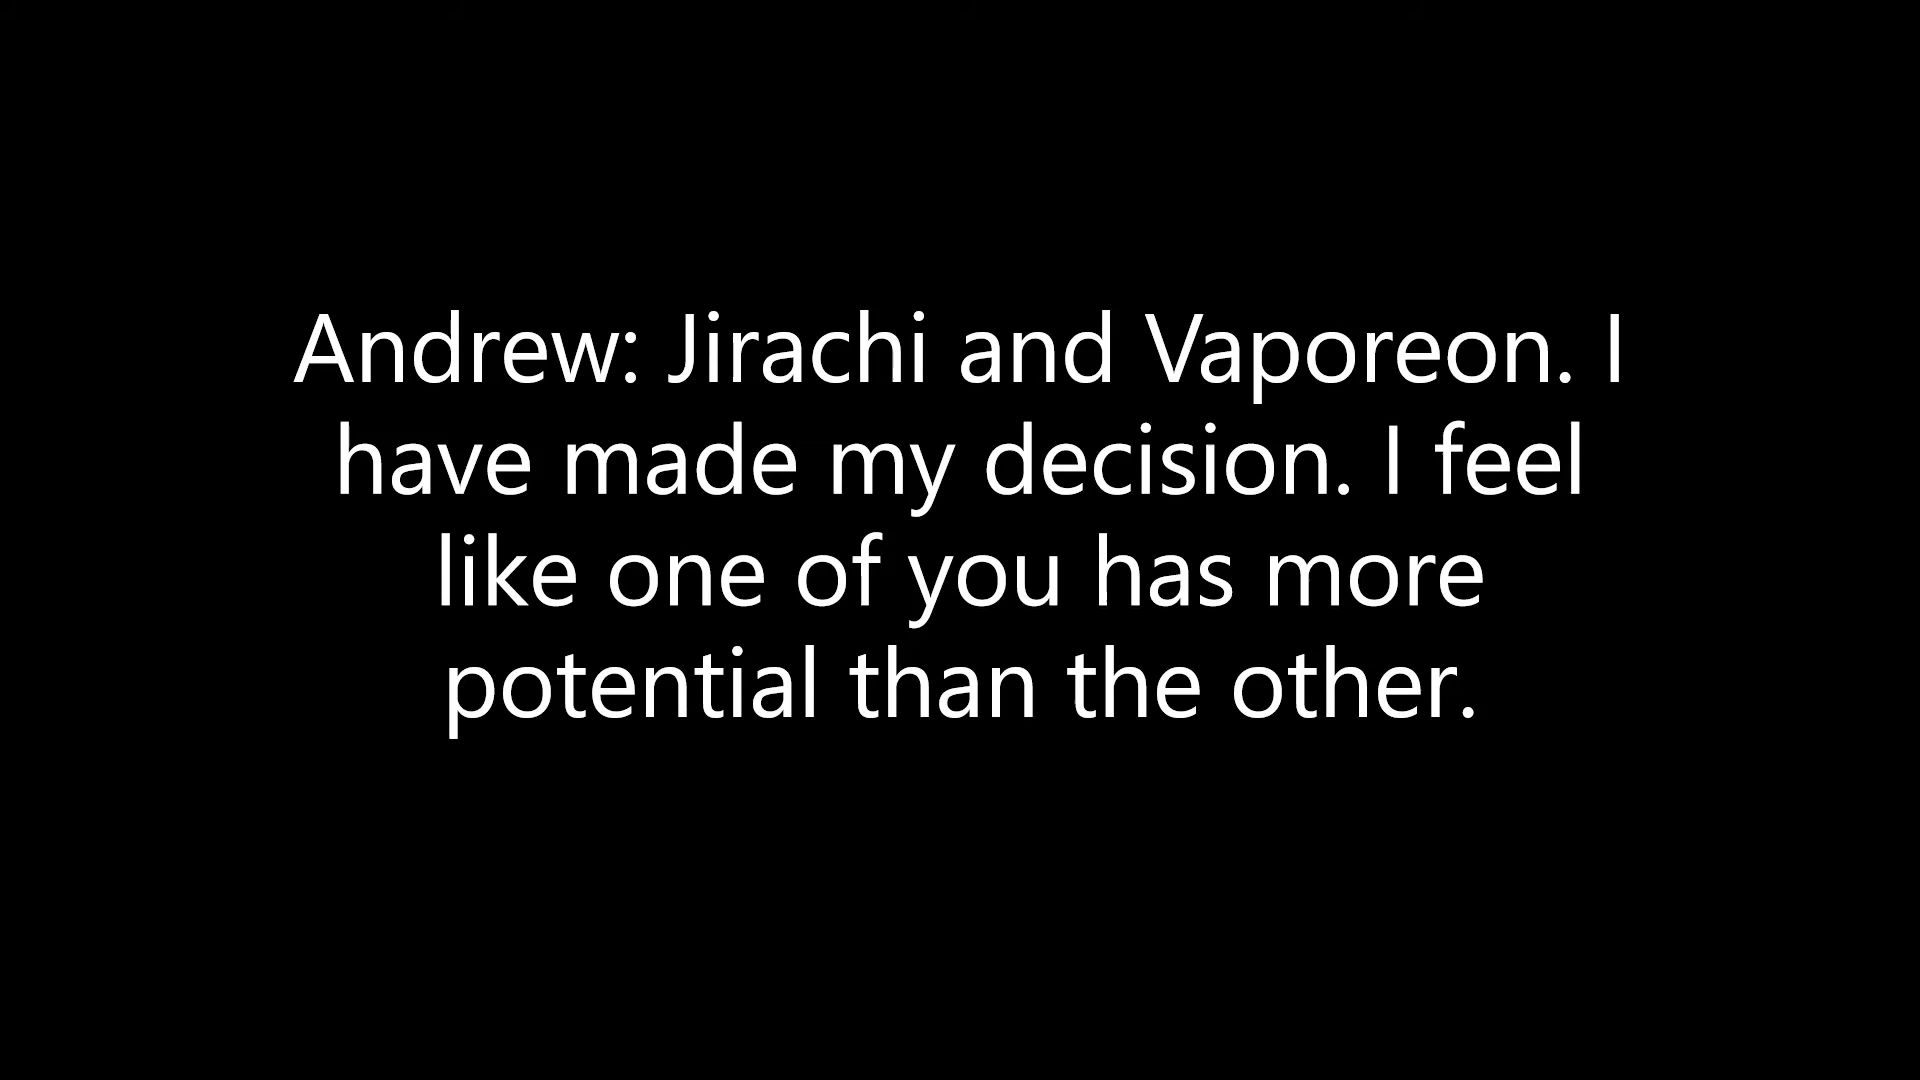 Andrew: Jirachi and Vaporeon. I
have made my decision. I feel
like one of you has more
potential than the other.